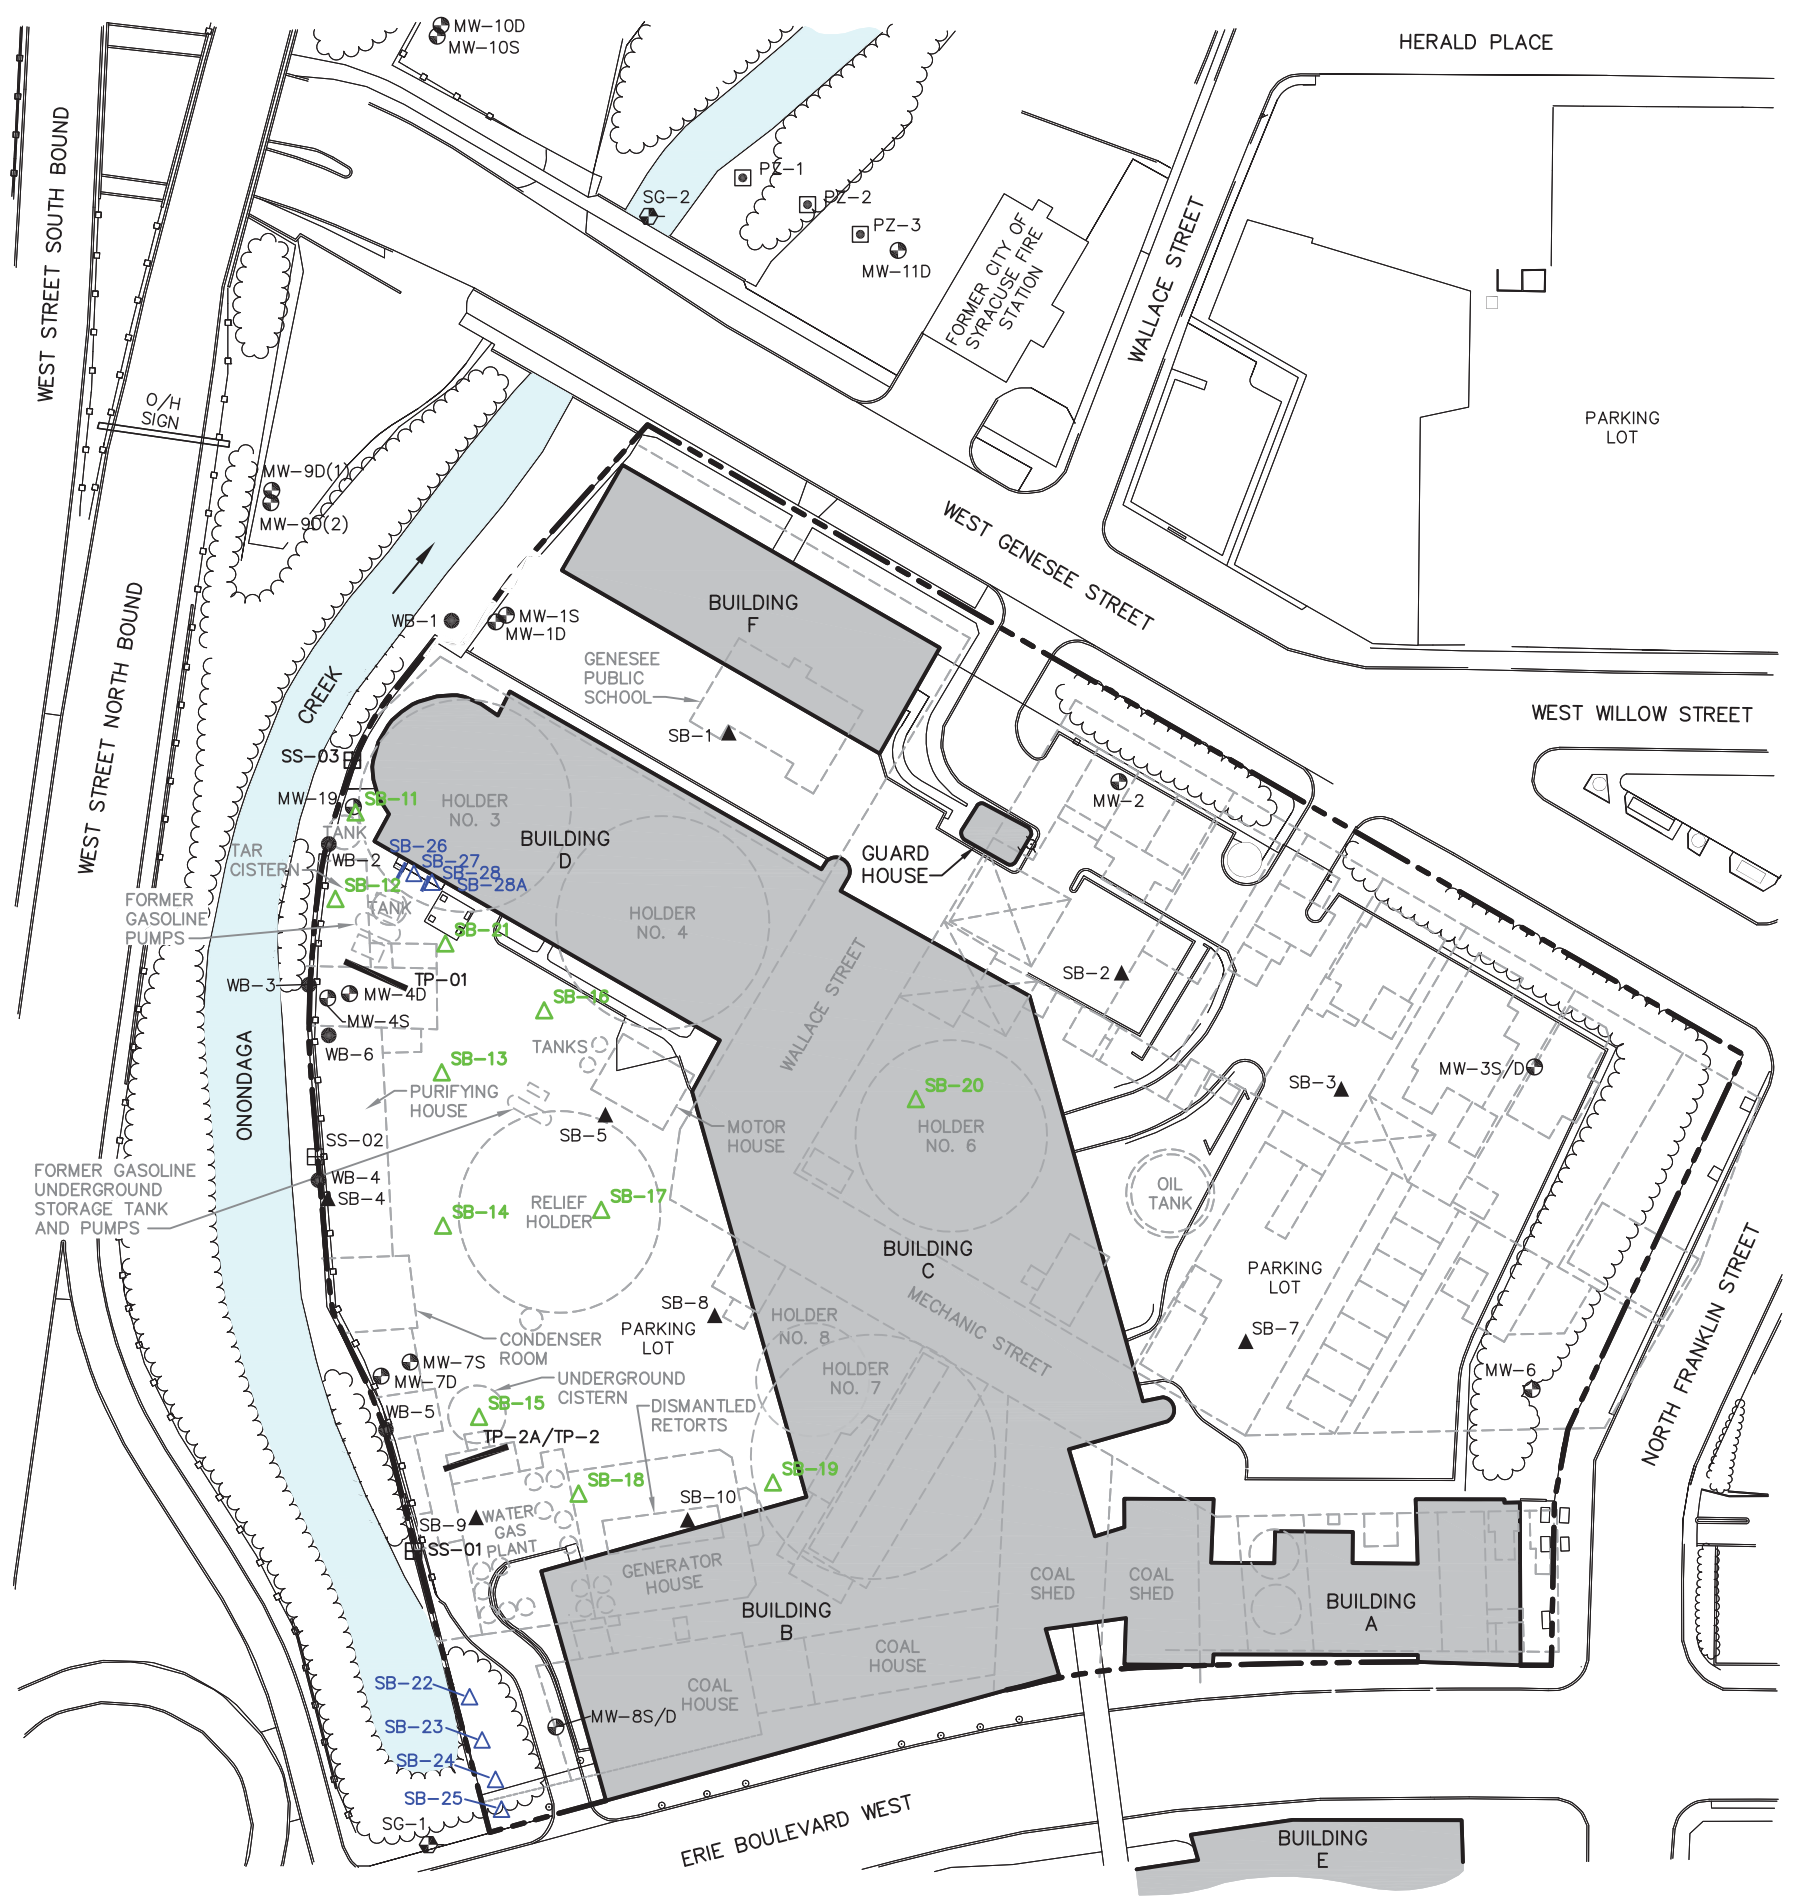 HERALD PLACE
MW-10D
MW-10S
WEST STREET SOUTH BOUND
PZ-1
PZ-2
PZ-3
SG-2
MW-11D
FORMER CITY OF
SYRACUSE FIRE
STATION
WALLACE STREET
O/H
SIGN
PARKING
LOT
MW-9D(1)
MW-9D(2)
WEST GENESEE STREET
WEST STREET NORTH BOUND
WB-1
MW-1S
MW-1D
BUILDING
F
GENESEE
PUBLIC
SCHOOL
SB-1
CREEK
WEST WILLOW STREET
SS-03
MW-19
SB-11
HOLDER
NO. 3
MW-2
TANK
BUILDING
D
TAR
CISTERN
WB-2
SB-26
SB-27
SB-28
SB-28A
GUARD
HOUSE
SB-12
TANK
FORMER
GASOLINE
PUMPS
HOLDER
NO. 4
SB-21
WALLACE STREET
SB-2
TP-01
WB-3
MW-4D
MW-4S
SB-16
WB-6
TANKS
SB-13
ONONDAGA
PURIFYING
HOUSE
SB-5
MOTOR
HOUSE
SB-20
HOLDER
NO. 6
SB-3
MW-3S/D
SS-02
FORMER GASOLINE
UNDERGROUND
STORAGE TANK
AND PUMPS
WB-4
SB-4
SB-14
RELIEF
HOLDER
SB-17
OIL
TANK
BUILDING
C
PARKING
LOT
MECHANIC STREET
NORTH FRANKLIN STREET
SB-8
PARKING
LOT
HOLDER
NO. 8
CONDENSER
ROOM
SB-7
MW-7S
MW-7D
HOLDER
NO. 7
MW-6
UNDERGROUND
CISTERN
WB-5
SB-15
DISMANTLED
RETORTS
TP-2A/TP-2
SB-18
SB-19
SB-10
SB-9
WATER
GAS
PLANT
SS-01
GENERATOR
HOUSE
COAL
SHED
COAL
SHED
BUILDING
A
BUILDING
B
COAL
HOUSE
COAL
HOUSE
SB-22
SB-23
SB-24
SB-25
MW-8S/D
SG-1
ERIE BOULEVARD WEST
BUILDING
E